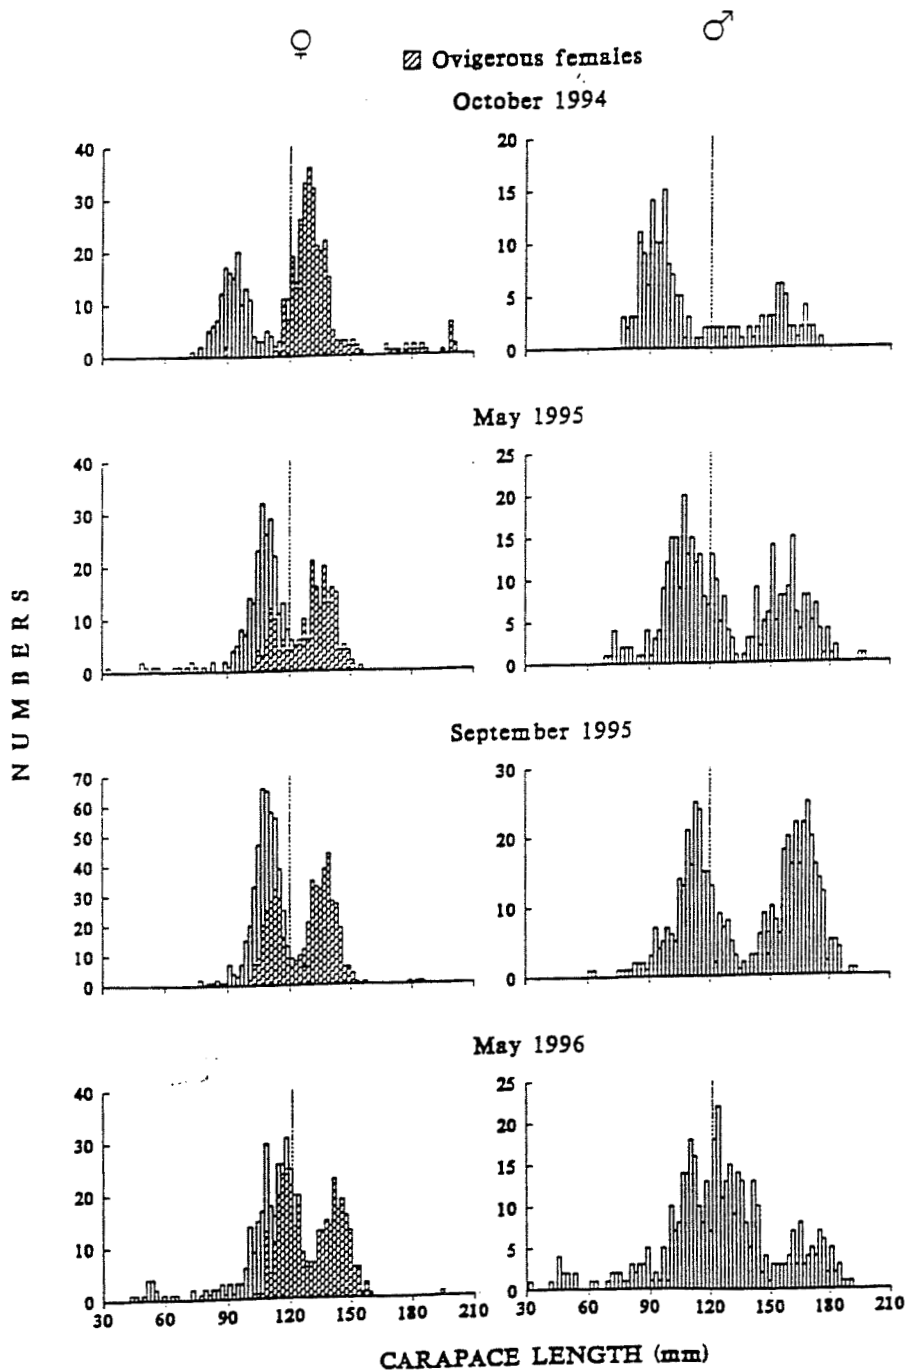 ♀ ♂
Ovigerous females
October 1994
40 30 20 10 0
20 15 10 5 0
May 1995
40 30 20 10 0
25 20 15 10 5 0
NUMBERS
September 1995
70 60 50 40 30 20 10 0
30 20 10 0
May 1996
40 30 20 10 0
25 20 15 10 5 0
30 60 90 120 150 180 210
30 60 90 120 150 180 210
CARAPACE LENGTH (mm)